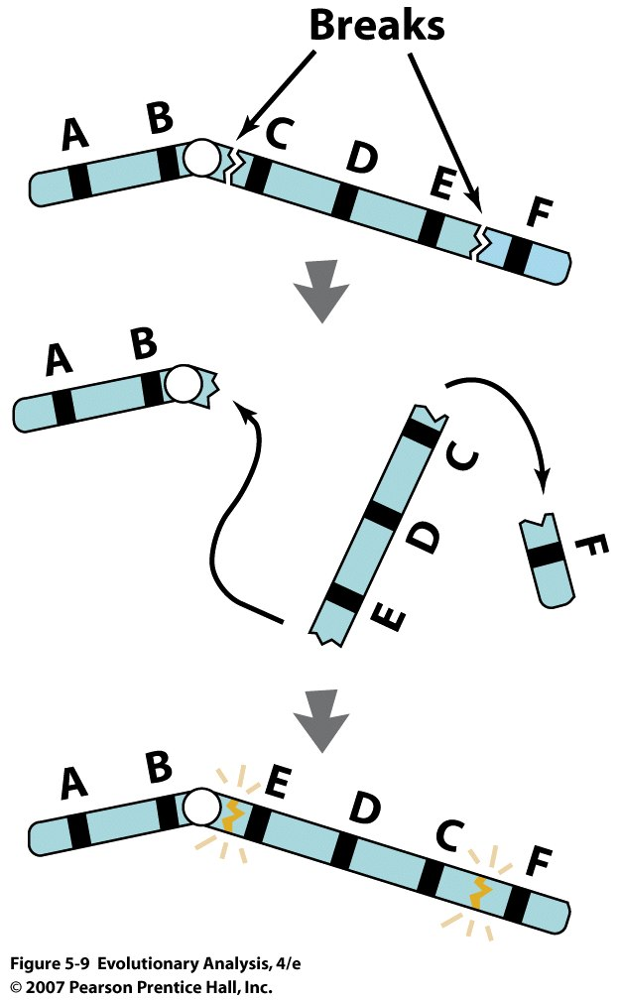 Breaks
A B C D E F
A B
C
D
E
F
A B E D C F
Figure 5-9 Evolutionary Analysis, 4/e
© 2007 Pearson Prentice Hall, Inc.